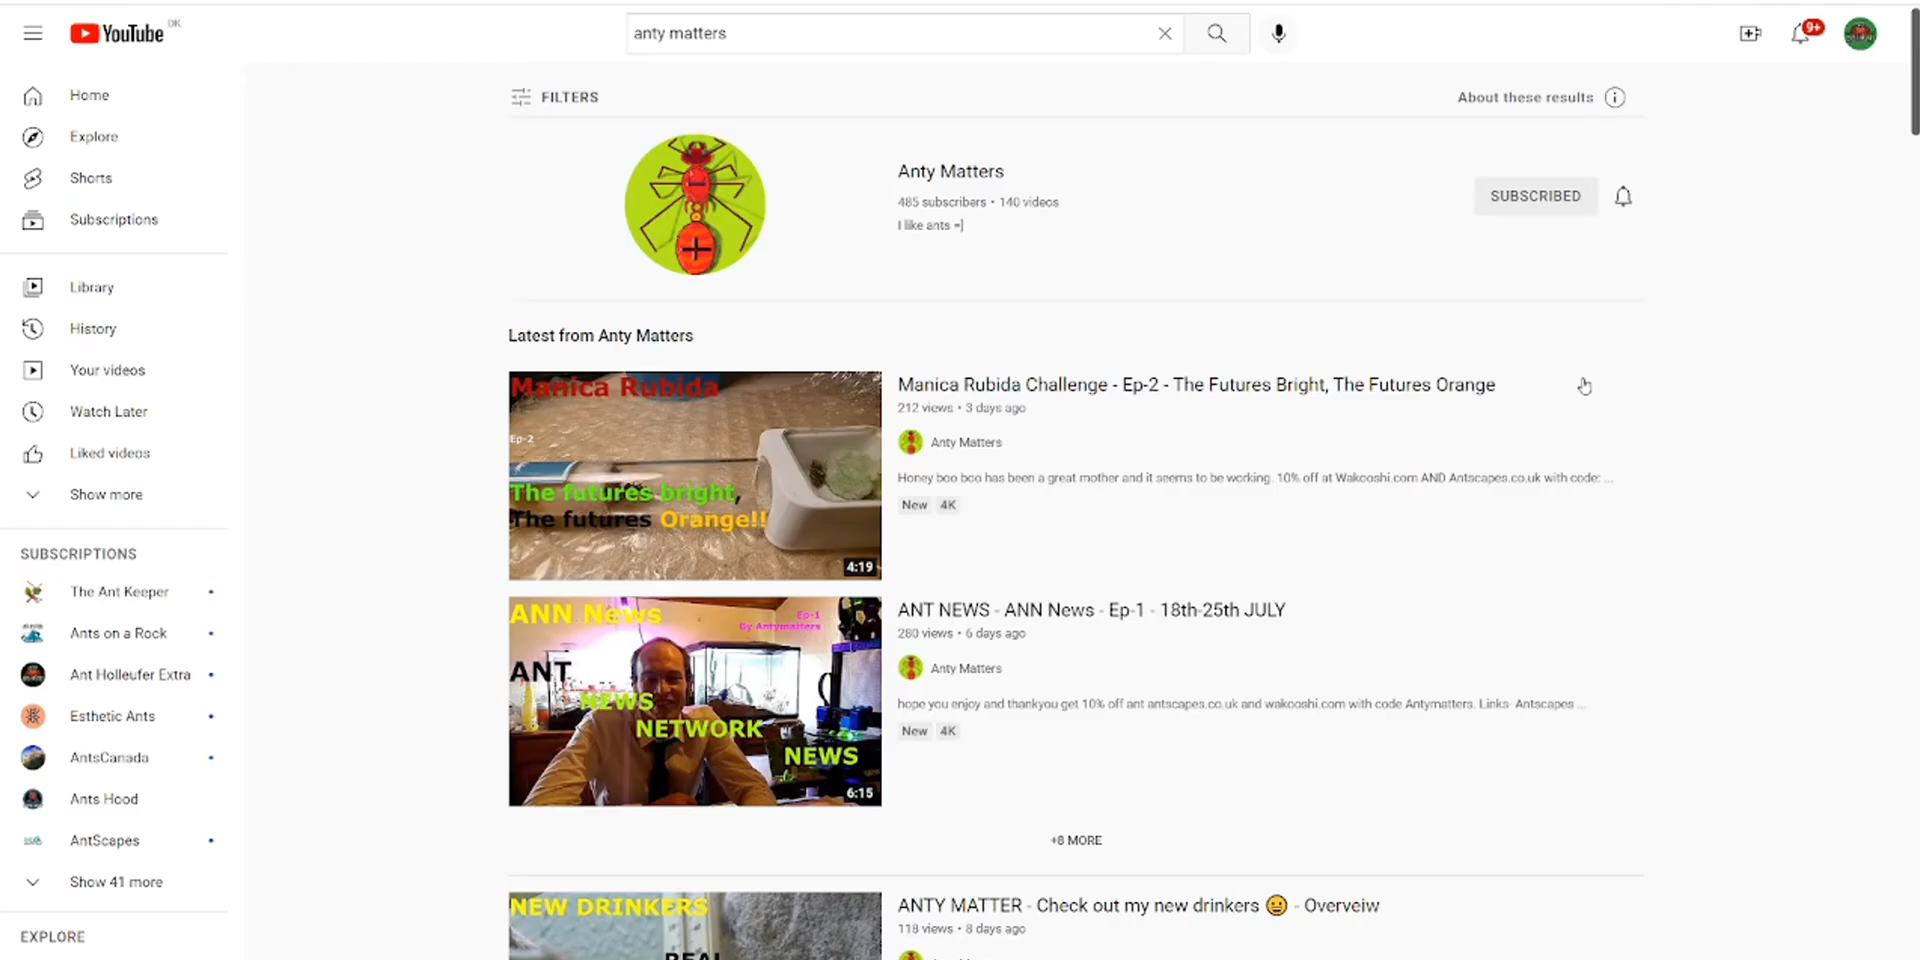 YouTube DK
anty matters
9+
Home
Explore
Shorts
Subscriptions
Library
History
Your videos
Watch Later
Liked videos
Show more
SUBSCRIPTIONS
The Ant Keeper
Ants on a Rock
Ant Holleufer Extra
Esthetic Ants
AntsCanada
Ants Hood
AntScapes
Show 41 more
EXPLORE
FILTERS
About these results
Anty Matters
485 subscribers • 140 videos
I like ants =]
SUBSCRIBED
Latest from Anty Matters
Manica Rubida
Ep-2
The futures bright,
The futures Orange!!
4:19
Manica Rubida Challenge - Ep-2 - The Futures Bright, The Futures Orange
212 views • 3 days ago
Anty Matters
Honey boo boo has been a great mother and it seems to be working. 10% off at Wakooshi.com AND Antscapes.co.uk with code: ...
New 4K
ANN News
Ep-1
By Antymatters
ANT
NEWS
NETWORK
NEWS
6:15
ANT NEWS - ANN News - Ep-1 - 18th-25th JULY
280 views • 6 days ago
Anty Matters
hope you enjoy and thankyou get 10% off ant antscapes.co.uk and wakooshi.com with code Antymatters. Links- Antscapes ...
New 4K
+8 MORE
NEW DRINKERS
REAL
ANTY MATTER - Check out my new drinkers 😀 - Overveiw
118 views • 8 days ago